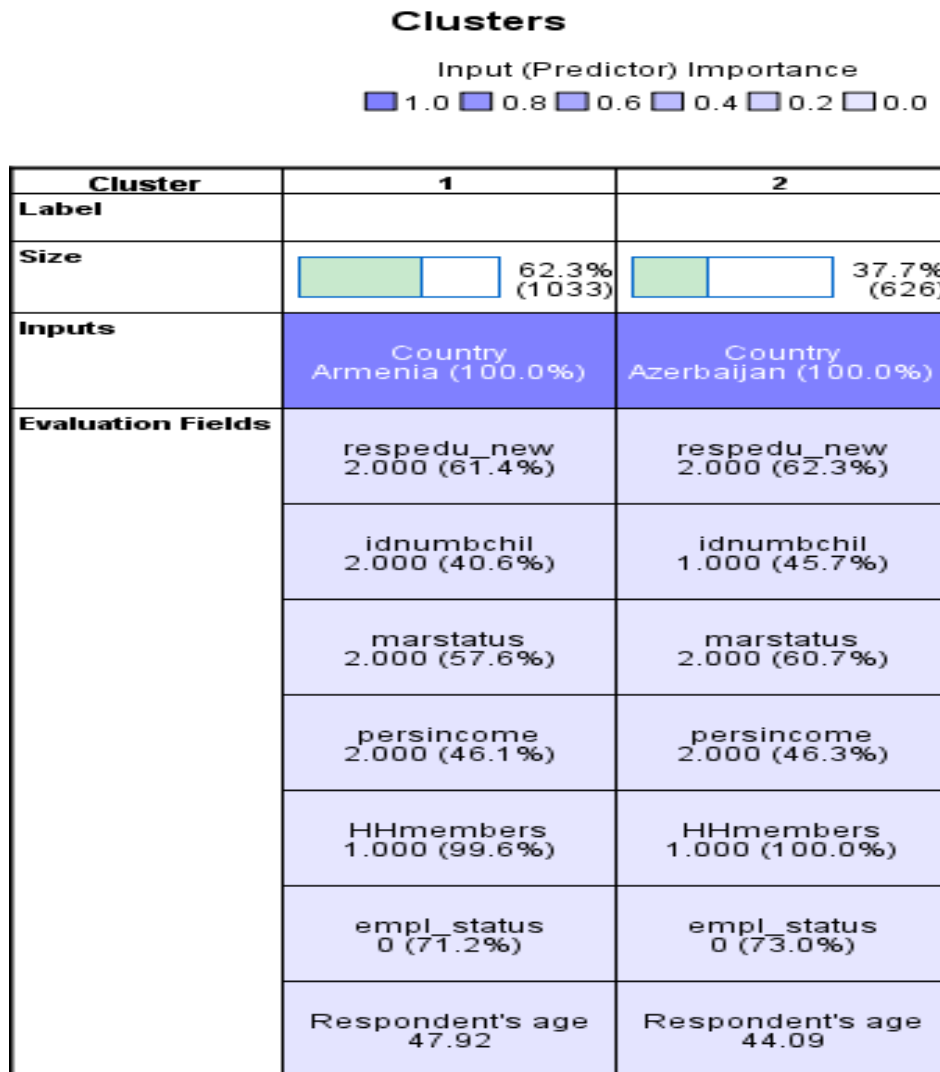 Clusters
Input (Predictor) Importance
1.0 0.8 0.6 0.4 0.2 0.0
Cluster 1 2
Label
Size 62.3% (1033) 37.7% (626)
Inputs
Country Country
Armenia (100.0%) Azerbaijan (100.0%)
Evaluation Fields
respedu_new respedu_new
2.000 (61.4%) 2.000 (62.3%)
idnumbchil idnumbchil
2.000 (40.6%) 1.000 (45.7%)
marstatus marstatus
2.000 (57.6%) 2.000 (60.7%)
persincome persincome
2.000 (46.1%) 2.000 (46.3%)
HHmembers HHmembers
1.000 (99.6%) 1.000 (100.0%)
empl_status empl_status
0 (71.2%) 0 (73.0%)
Respondent's age Respondent's age
47.92 44.09